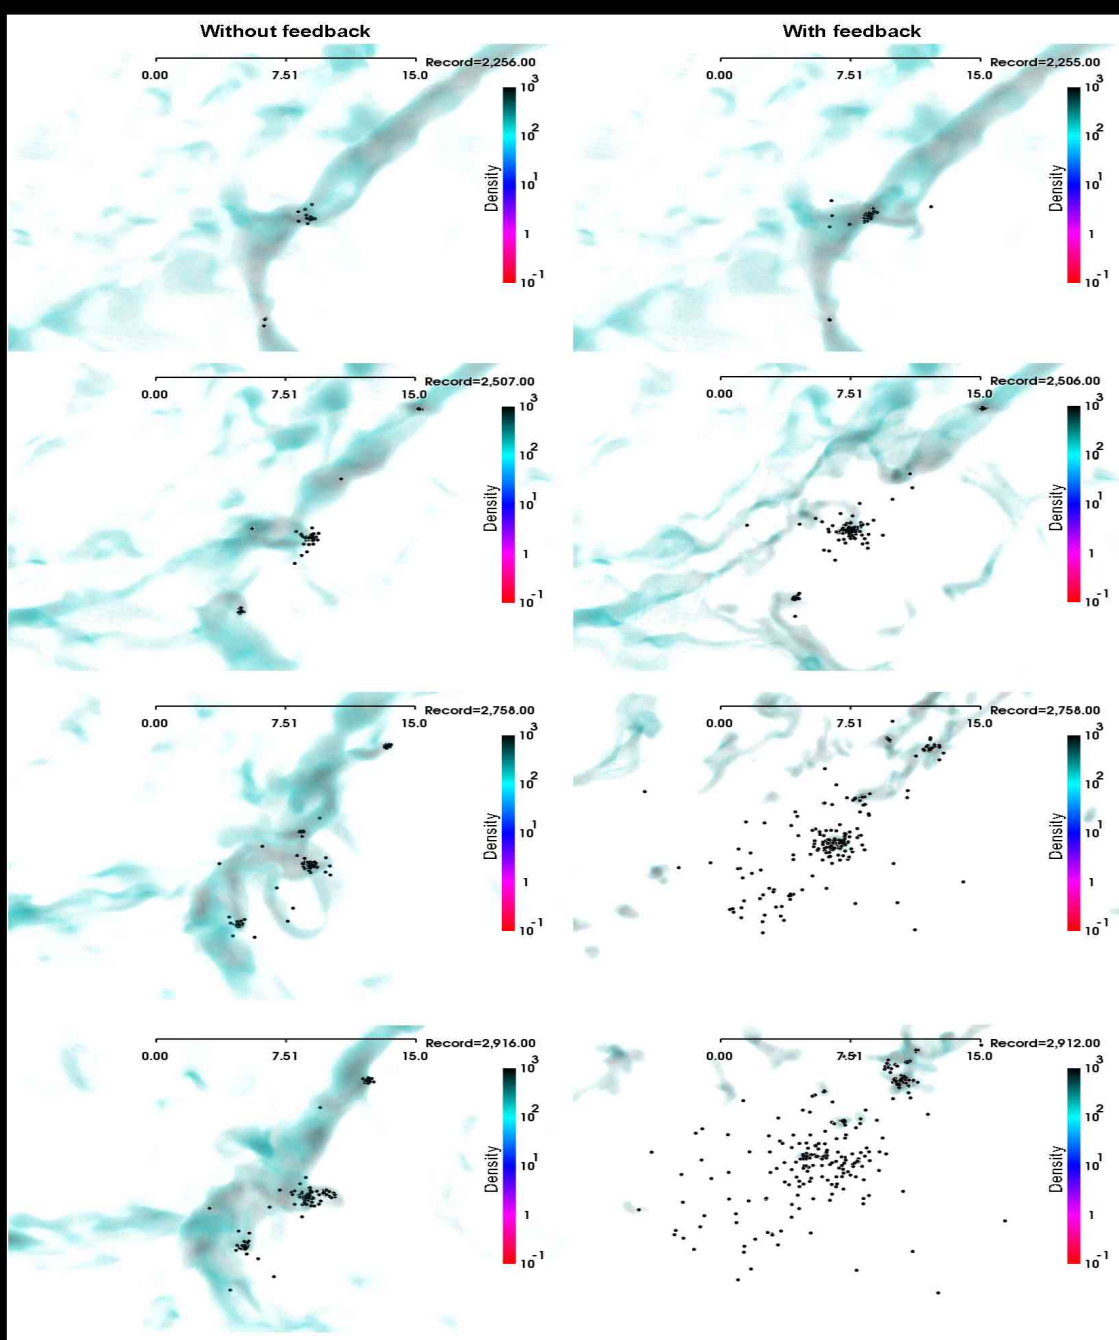 Without feedback
With feedback
0.00 7.51 15.0 Record=2,256.00
10 3
10 2
10 1
1
10 -1
Density
0.00 7.51 15.0 Record=2,255.00
10 3
10 2
10 1
1
10 -1
Density
0.00 7.51 15.0 Record=2,507.00
10 3
10 2
10 1
1
10 -1
Density
0.00 7.51 15.0 Record=2,506.00
10 3
10 2
10 1
1
10 -1
Density
0.00 7.51 15.0 Record=2,758.00
10 3
10 2
10 1
1
10 -1
Density
0.00 7.51 15.0 Record=2,758.00
10 3
10 2
10 1
1
10 -1
Density
0.00 7.51 15.0 Record=2,916.00
10 3
10 2
10 1
1
10 -1
Density
0.00 7.51 15.0 Record=2,912.00
10 3
10 2
10 1
1
10 -1
Density